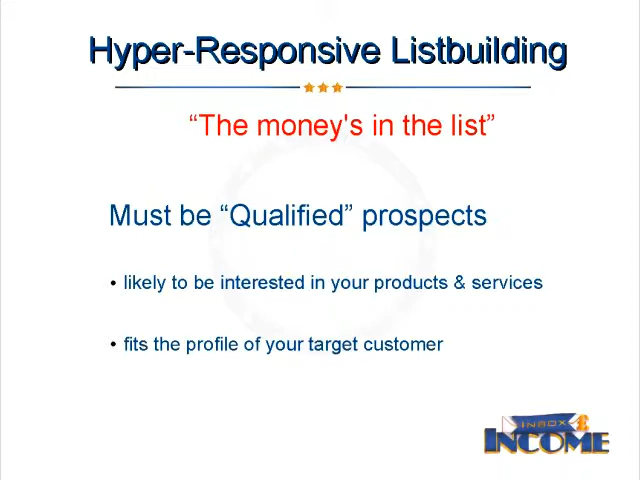 Hyper-Responsive Listbuilding
“The money's in the list”
Must be “Qualified” prospects
• likely to be interested in your products & services
• fits the profile of your target customer
INBOX £
INCOME